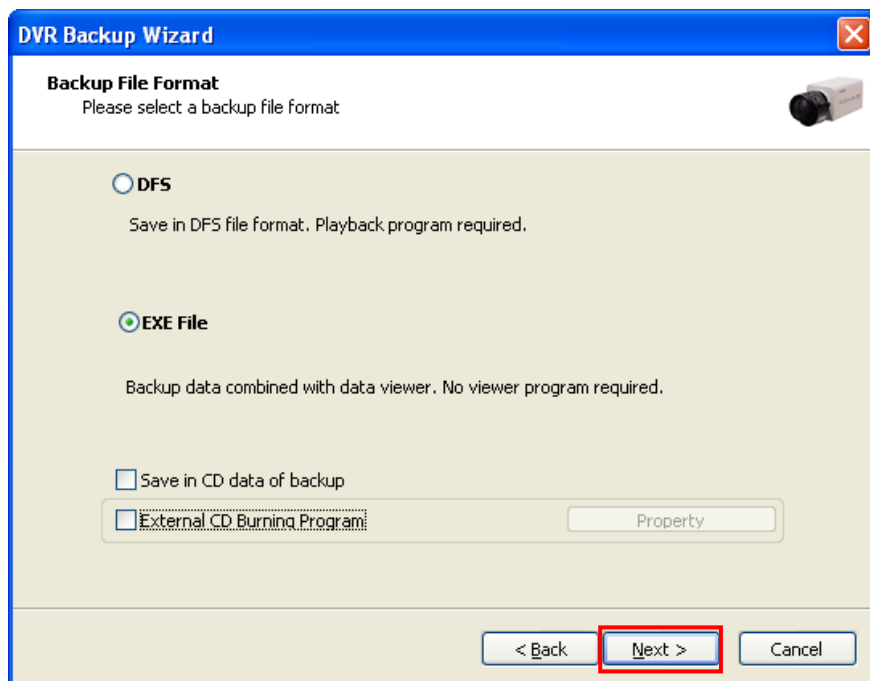 DVR Backup Wizard
Backup File Format
Please select a backup file format
DFS
Save in DFS file format. Playback program required.
EXE File
Backup data combined with data viewer. No viewer program required.
Save in CD data of backup
External CD Burning Program
Property
< Back
Next >
Cancel